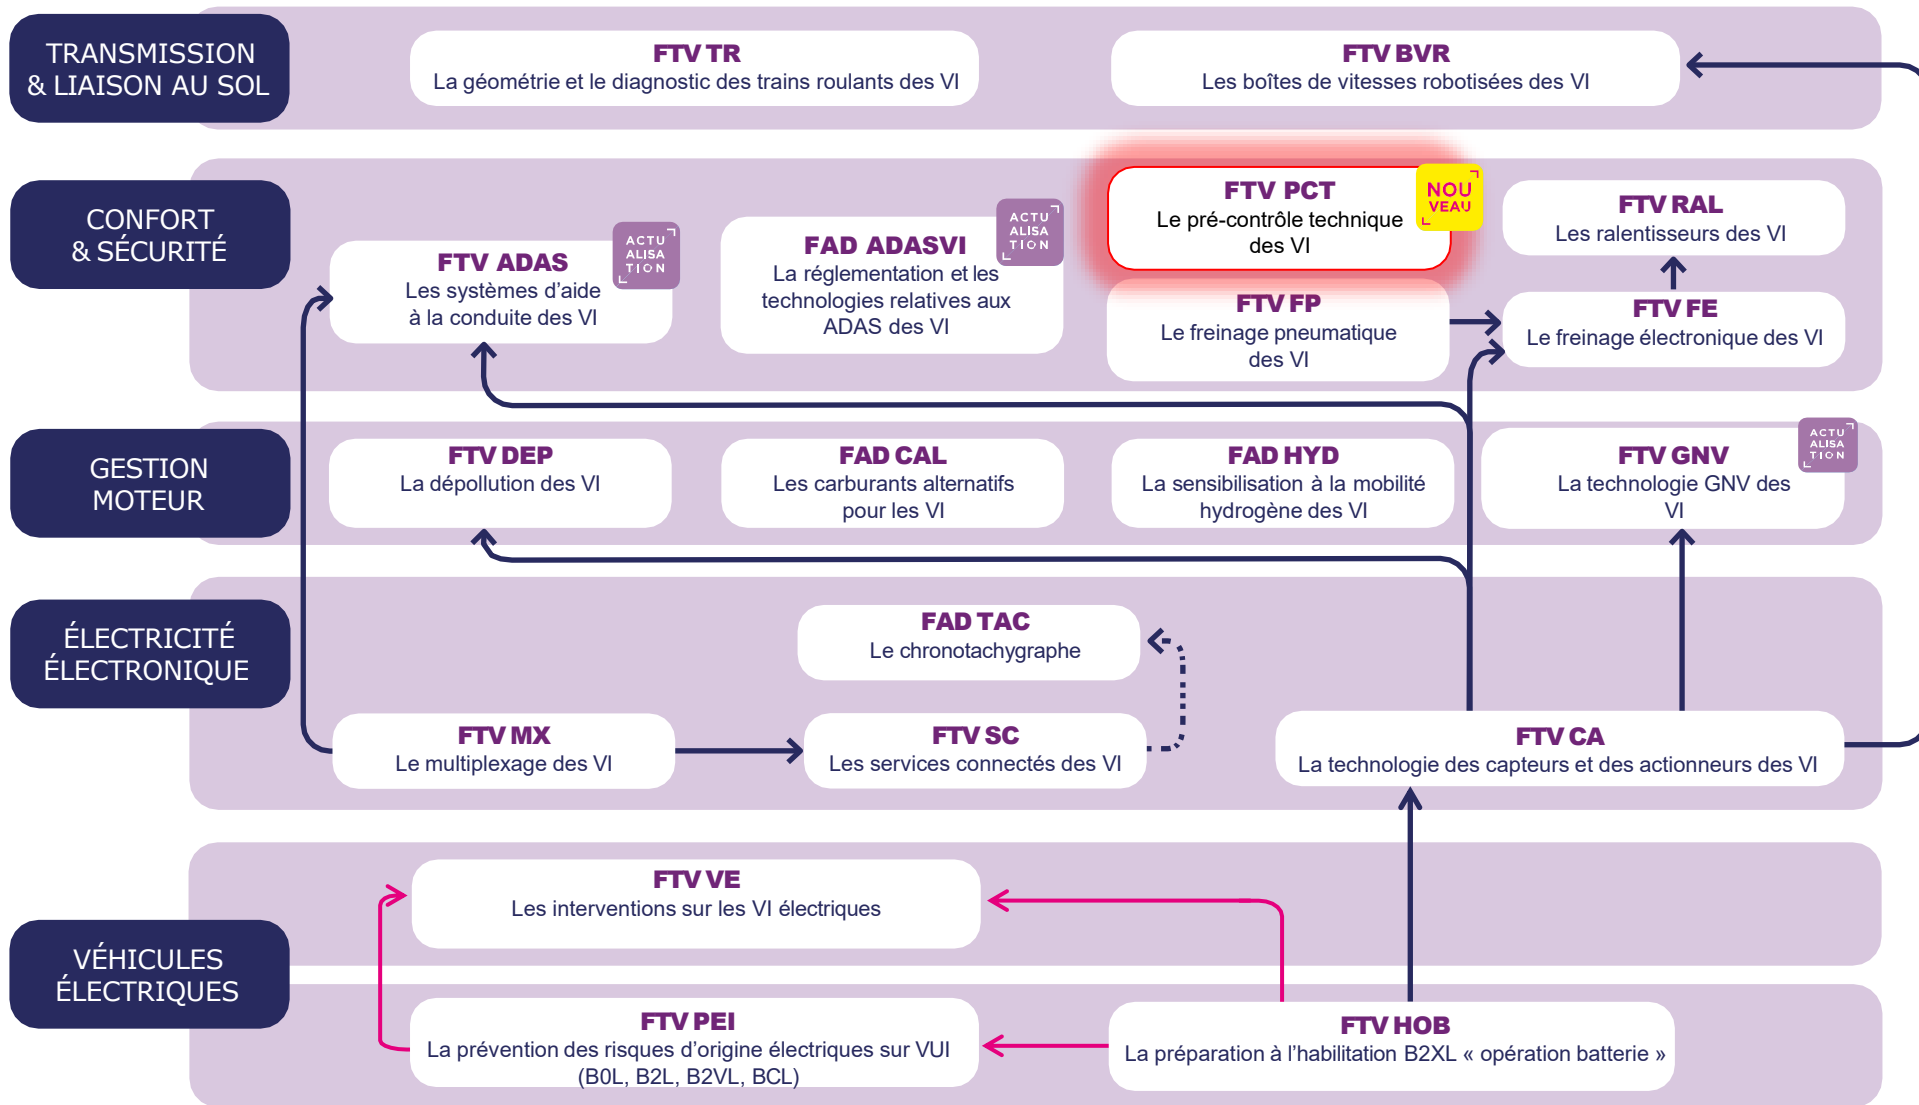 TRANSMISSION
& LIAISON AU SOL
FTV TR
La géométrie et le diagnostic des trains roulants des VI
FTV BVR
Les boîtes de vitesses robotisées des VI
CONFORT
& SÉCURITÉ
FTV ADAS
Les systèmes d'aide
à la conduite des VI
ACTU
ALISA
TION
FAD ADASVI
La réglementation et les
technologies relatives aux
ADAS des VI
ACTU
ALISA
TION
FTV PCT
Le pré-contrôle technique
des VI
NOU
VEAU
FTV RAL
Les ralentisseurs des VI
FTV FP
Le freinage pneumatique
des VI
FTV FE
Le freinage électronique des VI
GESTION
MOTEUR
FTV DEP
La dépollution des VI
FAD CAL
Les carburants alternatifs
pour les VI
FAD HYD
La sensibilisation à la mobilité
hydrogène des VI
FTV GNV
La technologie GNV des
VI
ACTU
ALISA
TION
ÉLECTRICITÉ
ÉLECTRONIQUE
FAD TAC
Le chronotachygraphe
FTV MX
Le multiplexage des VI
FTV SC
Les services connectés des VI
FTV CA
La technologie des capteurs et des actionneurs des VI
VÉHICULES
ÉLECTRIQUES
FTV VE
Les interventions sur les VI électriques
FTV PEI
La prévention des risques d'origine électriques sur VUI
(B0L, B2L, B2VL, BCL)
FTV HOB
La préparation à l'habilitation B2XL « opération batterie »